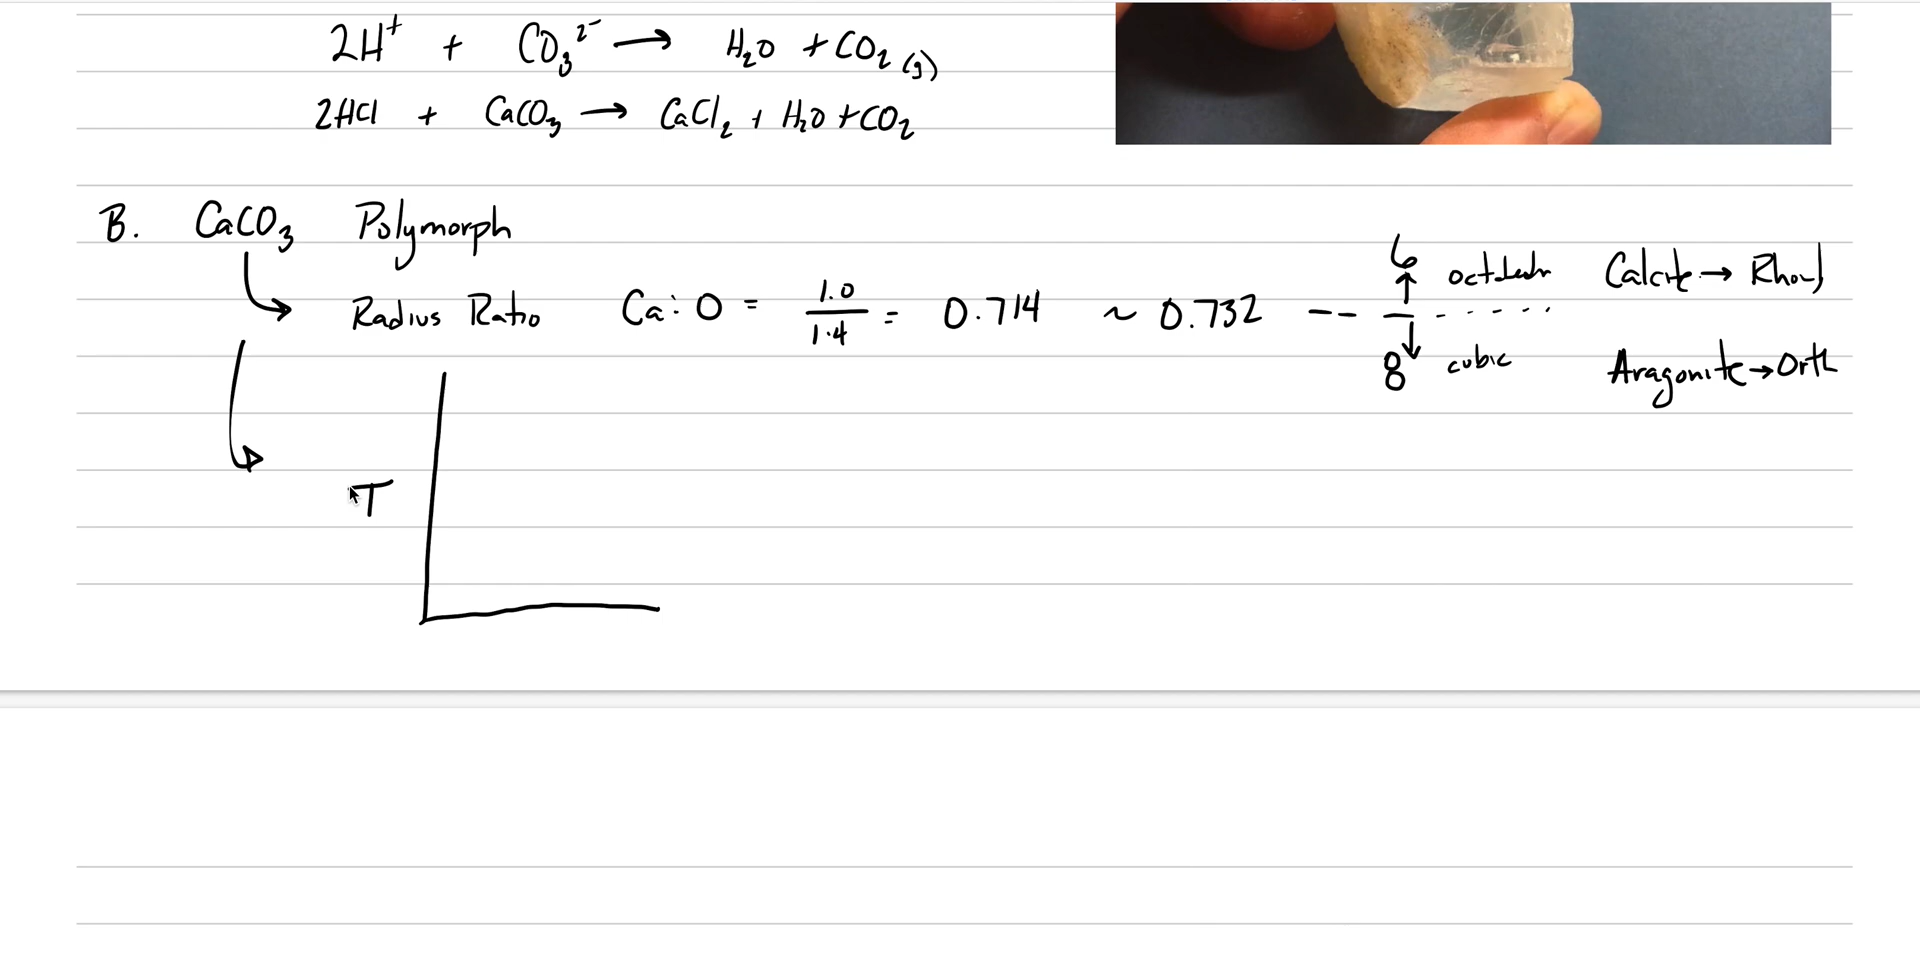 2H⁺ + CO₃²⁻ → H₂O + CO₂ (g)
2HCl + CaCO₃ → CaCl₂ + H₂O + CO₂
B. CaCO₃ Polymorph
6
octahedr Calcite → Rhomb
Radius Ratio Ca : O = 1.0 / 1.4 = 0.714 ~ 0.732
8 cubic Aragonite → Orth
T